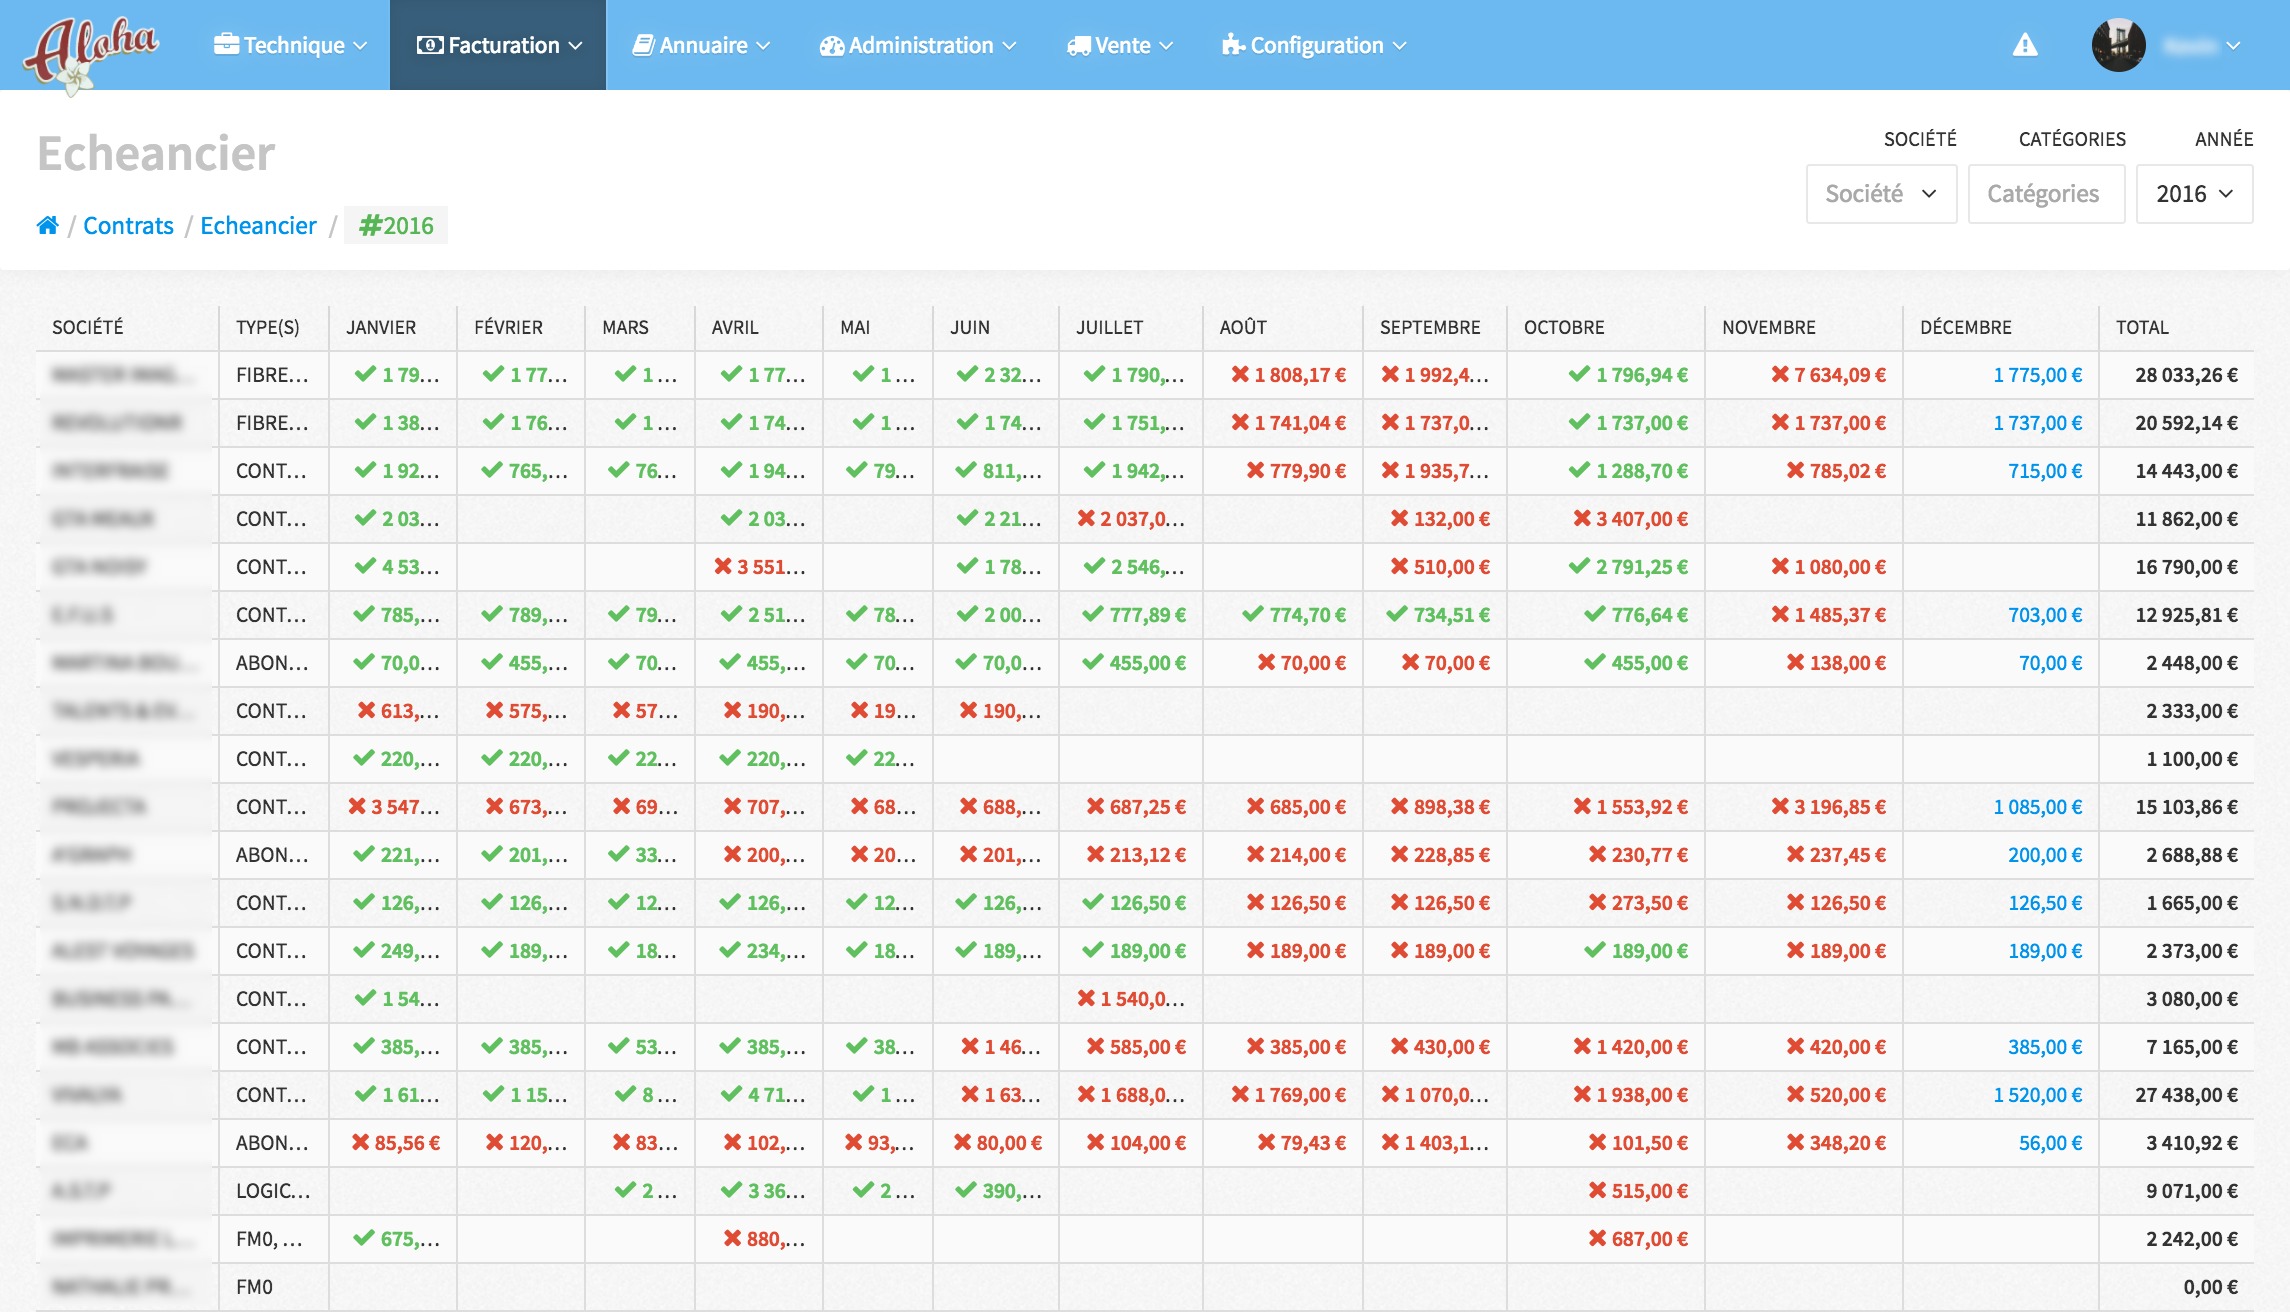 Aloha Technique Facturation Annuaire Administration Vente Configuration
Echeancier
SOCIÉTÉ CATÉGORIES ANNÉE
Société Catégories 2016
/ Contrats / Echeancier / #2016
SOCIÉTÉ TYPE(S) JANVIER FÉVRIER MARS AVRIL MAI JUIN JUILLET AOÛT SEPTEMBRE OCTOBRE NOVEMBRE DÉCEMBRE TOTAL
FIBRE... 1 79... 1 77... 1 ... 1 77... 1 ... 2 32... 1 790,... 1 808,17 € 1 992,4... 1 796,94 € 7 634,09 € 1 775,00 € 28 033,26 €
FIBRE... 1 38... 1 76... 1 ... 1 74... 1 ... 1 74... 1 751,... 1 741,04 € 1 737,0... 1 737,00 € 1 737,00 € 1 737,00 € 20 592,14 €
CONT... 1 92... 765,... 76... 1 94... 79... 811,... 1 942,... 779,90 € 1 935,7... 1 288,70 € 785,02 € 715,00 € 14 443,00 €
CONT... 2 03... 2 03... 2 21... 2 037,0... 132,00 € 3 407,00 € 11 862,00 €
CONT... 4 53... 3 551... 1 78... 2 546,... 510,00 € 2 791,25 € 1 080,00 € 16 790,00 €
CONT... 785,... 789,... 79... 2 51... 78... 2 00... 777,89 € 774,70 € 734,51 € 776,64 € 1 485,37 € 703,00 € 12 925,81 €
ABON... 70,0... 455,... 70... 455,... 70... 70,0... 455,00 € 70,00 € 70,00 € 455,00 € 138,00 € 70,00 € 2 448,00 €
CONT... 613,... 575,... 57... 190,... 19... 190,... 2 333,00 €
CONT... 220,... 220,... 22... 220,... 22... 1 100,00 €
CONT... 3 547... 673,... 69... 707,... 68... 688,... 687,25 € 685,00 € 898,38 € 1 553,92 € 3 196,85 € 1 085,00 € 15 103,86 €
ABON... 221,... 201,... 33... 200,... 20... 201,... 213,12 € 214,00 € 228,85 € 230,77 € 237,45 € 200,00 € 2 688,88 €
CONT... 126,... 126,... 12... 126,... 12... 126,... 126,50 € 126,50 € 126,50 € 273,50 € 126,50 € 126,50 € 1 665,00 €
CONT... 249,... 189,... 18... 234,... 18... 189,... 189,00 € 189,00 € 189,00 € 189,00 € 189,00 € 189,00 € 2 373,00 €
CONT... 1 54... 1 540,0... 3 080,00 €
CONT... 385,... 385,... 53... 385,... 38... 1 46... 585,00 € 385,00 € 430,00 € 1 420,00 € 420,00 € 385,00 € 7 165,00 €
CONT... 1 61... 1 15... 8 ... 4 71... 1 ... 1 63... 1 688,0... 1 769,00 € 1 070,0... 1 938,00 € 520,00 € 1 520,00 € 27 438,00 €
ABON... 85,56 € 120,... 83... 102,... 93,... 80,00 € 104,00 € 79,43 € 1 403,1... 101,50 € 348,20 € 56,00 € 3 410,92 €
LOGIC... 2 ... 3 36... 2 ... 390,... 515,00 € 9 071,00 €
FM0, ... 675,... 880,... 687,00 € 2 242,00 €
FM0 0,00 €